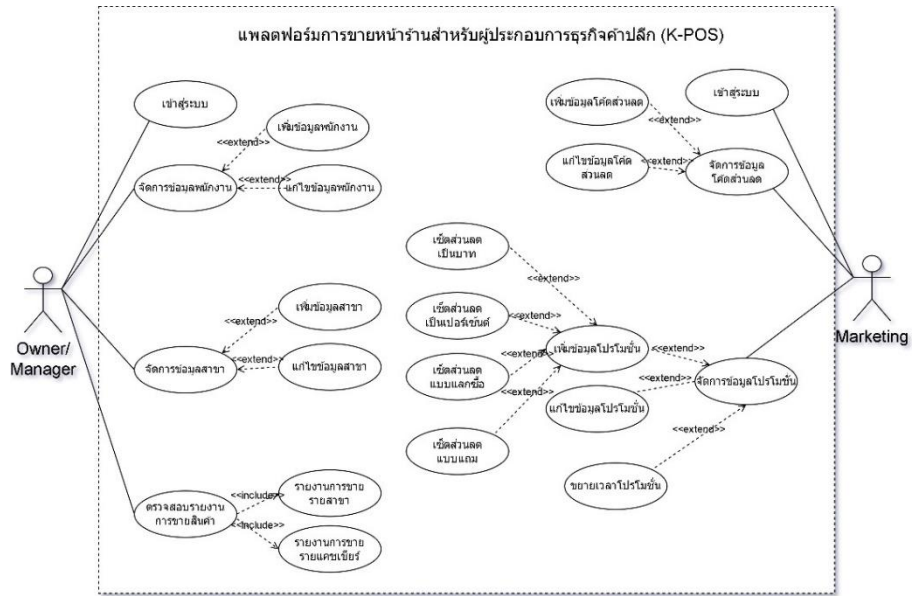 แพลตฟอร์มการขายหน้าร้านสำหรับผู้ประกอบการธุรกิจค้าปลีก (K-POS)
เข้าสู่ระบบ
เพิ่มข้อมูลพนักงาน
<<extend>>
จัดการข้อมูลพนักงาน
<<extend>>
แก้ไขข้อมูลพนักงาน
Owner/
Manager
เพิ่มข้อมูลสาขา
<<extend>>
จัดการข้อมูลสาขา
<<extend>>
แก้ไขข้อมูลสาขา
ตรวจสอบรายงาน
การขายสินค้า
<<include>>
รายงานการขาย
รายสาขา
<<include>>
รายงานการขาย
รายแคชเชียร์
เข้าสู่ระบบ
เพิ่มข้อมูลโค้ดส่วนลด
<<extend>>
แก้ไขข้อมูลโค้ด
ส่วนลด
<<extend>>
จัดการข้อมูล
โค้ดส่วนลด
เซ็ตส่วนลด
เป็นบาท
<<extend>>
เซ็ตส่วนลด
เป็นเปอร์เซ็นต์
<<extend>>
เซ็ตส่วนลด
แบบแลกซื้อ
<<extend>>
เซ็ตส่วนลด
แบบแถม
<<extend>>
เพิ่มข้อมูลโปรโมชั่น
<<extend>>
แก้ไขข้อมูลโปรโมชั่น
<<extend>>
จัดการข้อมูลโปรโมชั่น
<<extend>>
ขยายเวลาโปรโมชั่น
Marketing